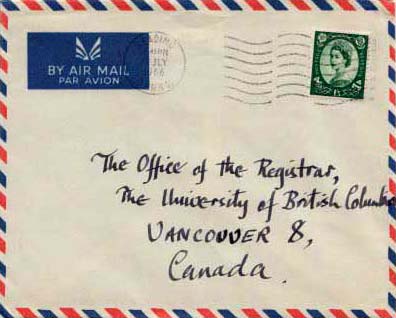 BY AIR MAIL
PAR AVION
JLY
The Office of the Registrar,
The University of British Columbia
VANCOUVER 8,
Canada.